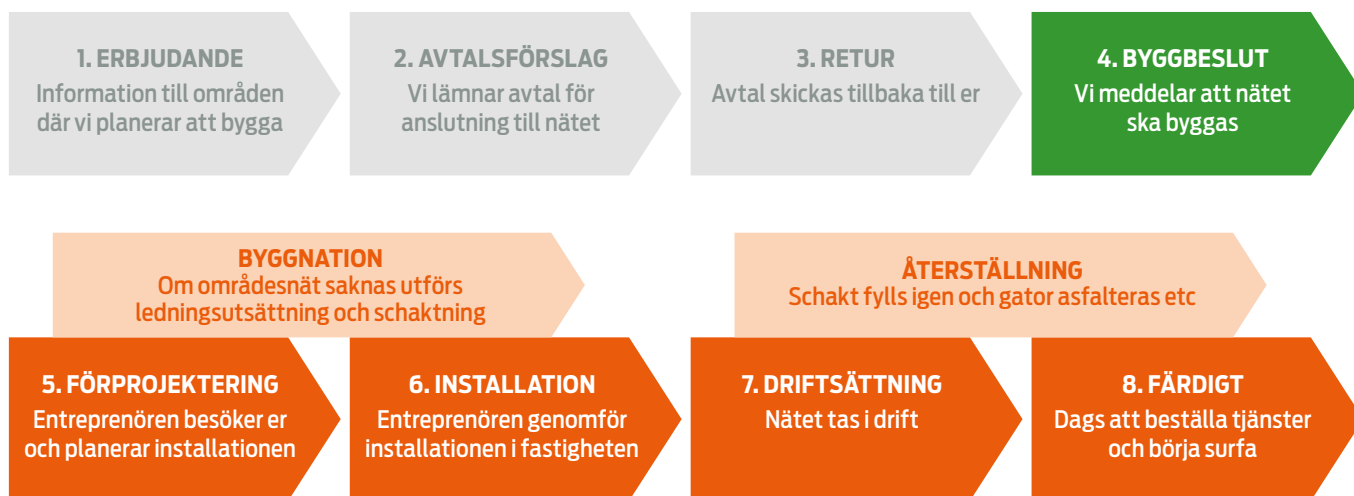 1. ERBJUDANDE
Information till områden
där vi planerar att bygga
2. AVTALSFÖRSLAG
Vi lämnar avtal för
anslutning till nätet
3. RETUR
Avtal skickas tillbaka till er
4. BYGGBESLUT
Vi meddelar att nätet
ska byggas
BYGGNATION
Om områdesnät saknas utförs
ledningsutsättning och schaktning
ÅTERSTÄLLNING
Schakt fylls igen och gator asfalteras etc
5. FÖRPROJEKTERING
Entreprenören besöker er
och planerar installationen
6. INSTALLATION
Entreprenören genomför
installationen i fastigheten
7. DRIFTSÄTTNING
Nätet tas i drift
8. FÄRDIGT
Dags att beställa tjänster
och börja surfa